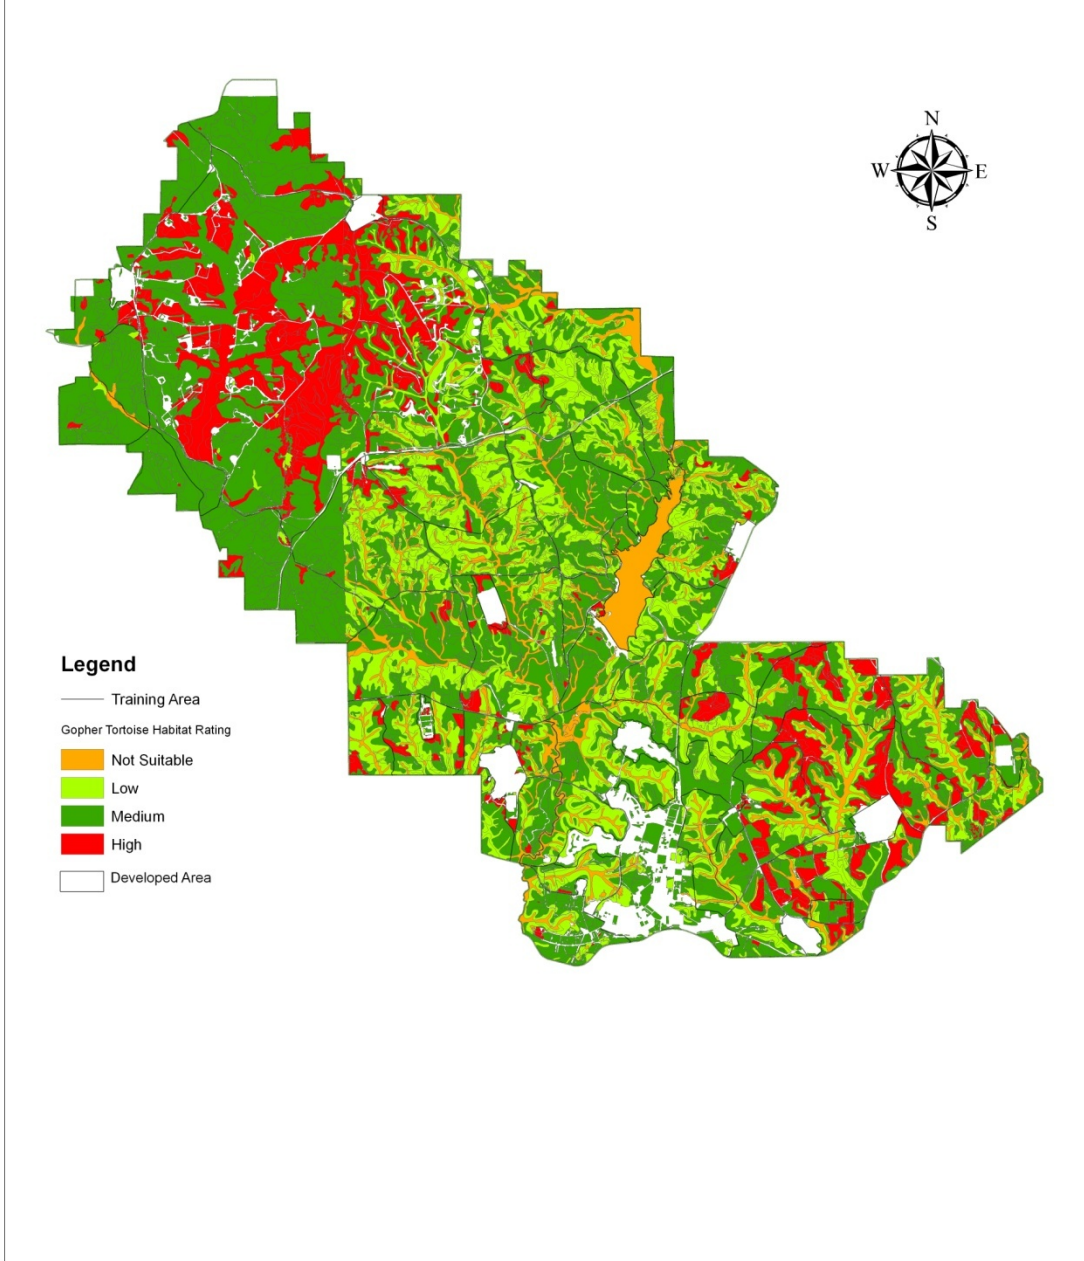 N
W E
S
Legend
Training Area
Gopher Tortoise Habitat Rating
Not Suitable
Low
Medium
High
Developed Area